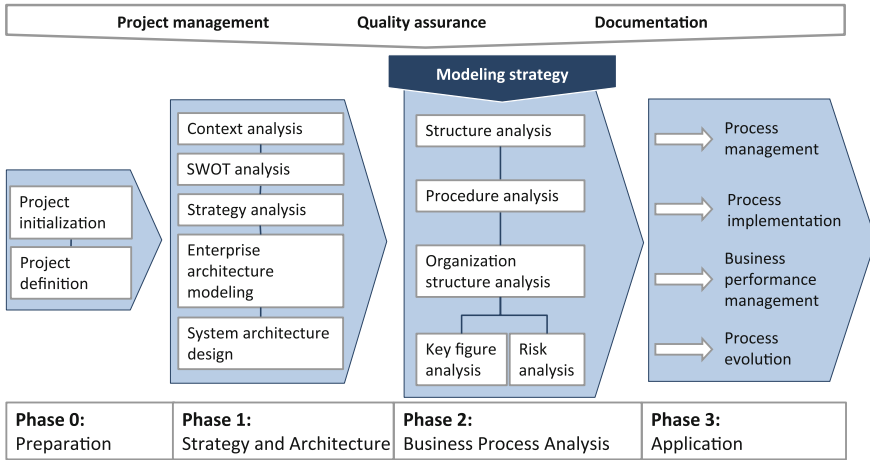 Project management Quality assurance Documentation
Modeling strategy
Project
initialization
Project
definition
Context analysis
SWOT analysis
Strategy analysis
Enterprise
architecture
modeling
System architecture
design
Structure analysis
Procedure analysis
Organization
structure analysis
Key figure
analysis
Risk
analysis
Process
management
Process
implementation
Business
performance
management
Process
evolution
Phase 0:
Preparation
Phase 1:
Strategy and Architecture
Phase 2:
Business Process Analysis
Phase 3:
Application